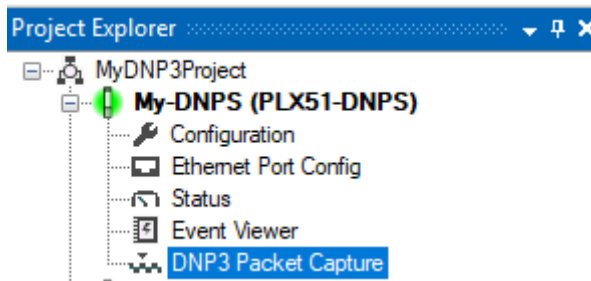 Project Explorer
MyDNP3Project
My-DNPS (PLX51-DNPS)
Configuration
Ethernet Port Config
Status
Event Viewer
DNP3 Packet Capture